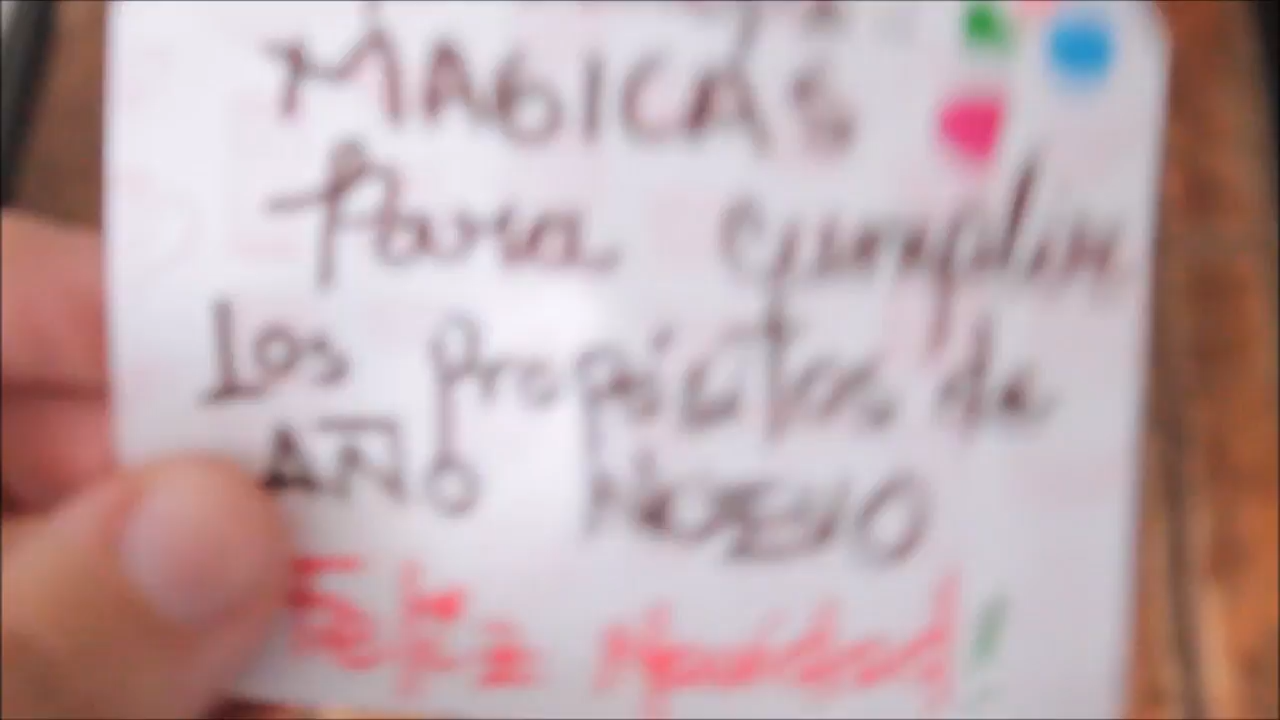 MAGICAS
Para cumplir
Los Propósitos de
AÑO NUEVO
Feliz Navidad!